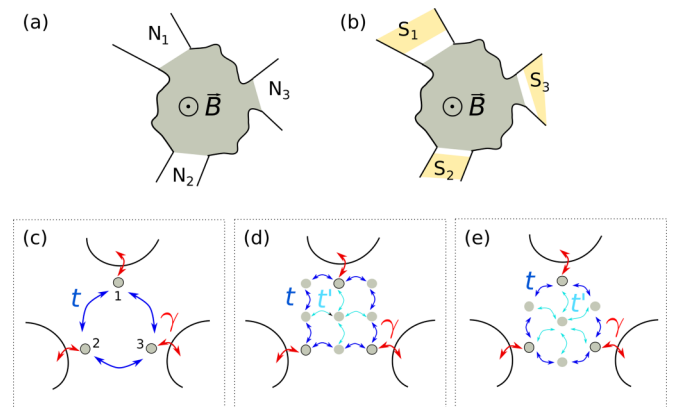 (a)
N₁
N₃
B⃗
N₂
(b)
S₁
S₃
B⃗
S₂
(c)
t
1
γ
2
3
(d)
t
t'
γ
(e)
t
t'
γ